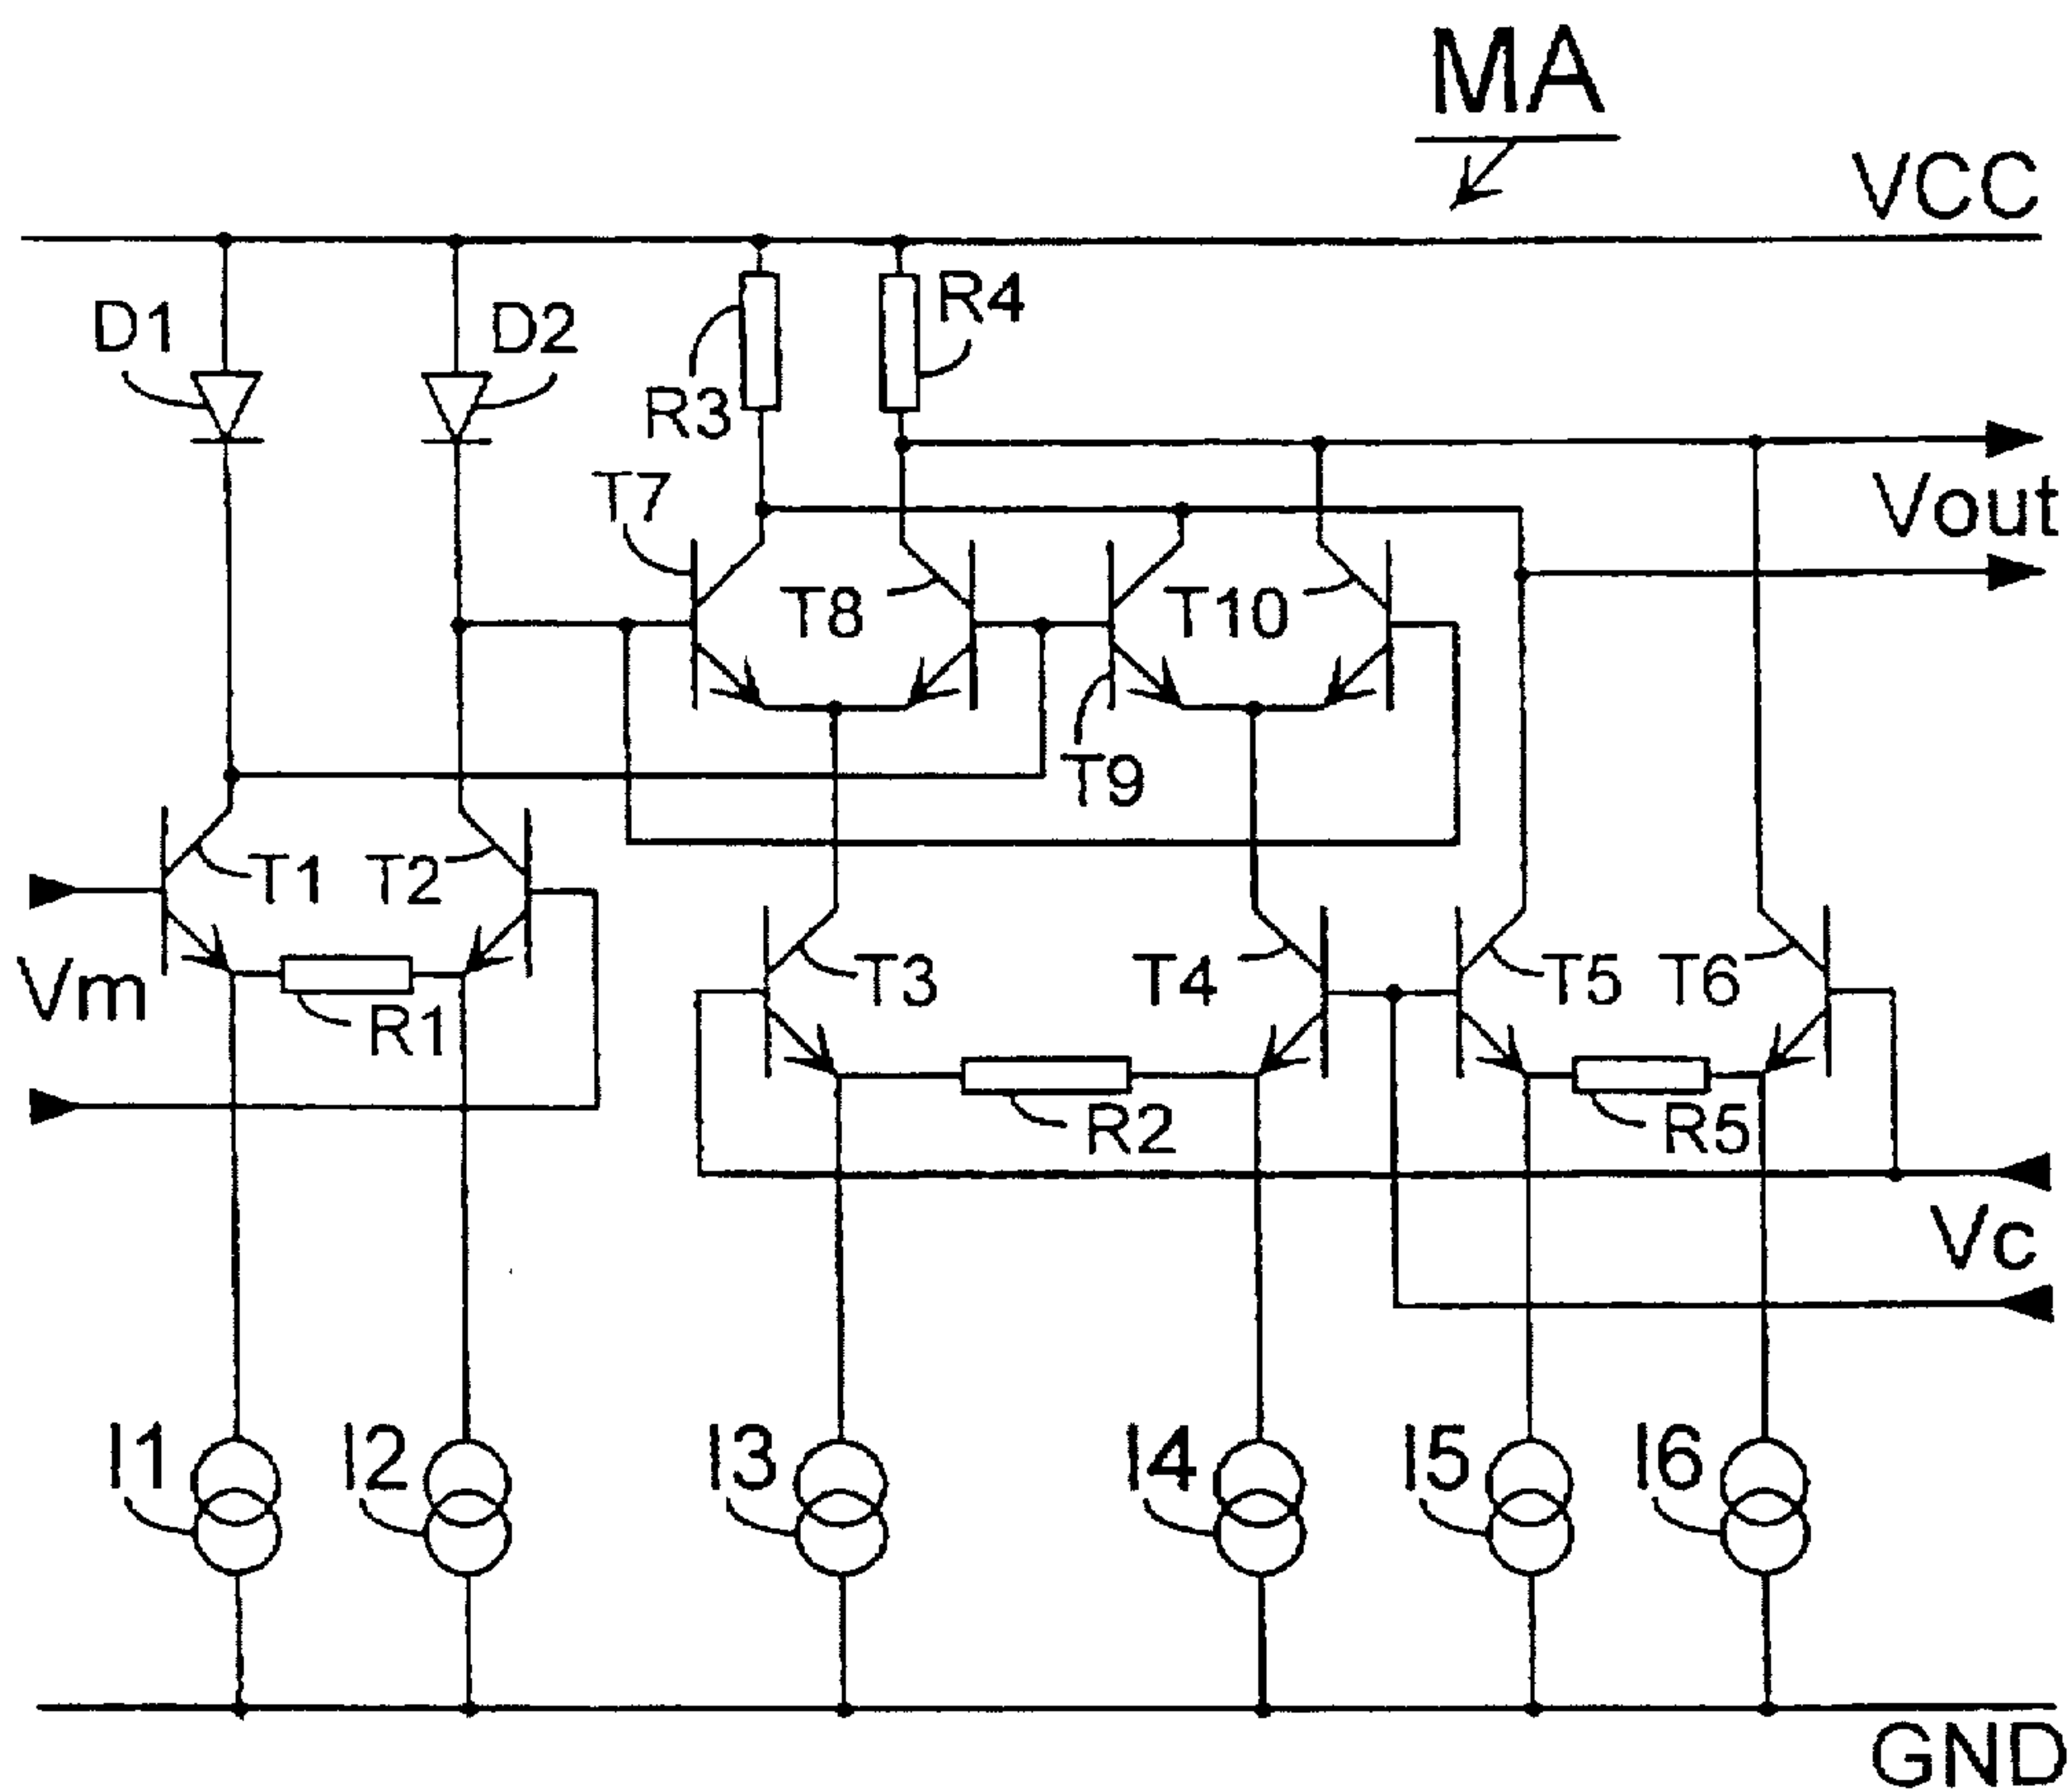 MA
VCC
D1
D2
R3
R4
T7
Vout
T8
T10
T9
T1
T2
Vm
R1
T3
T4
T5
T6
R2
R5
Vc
I1
I2
I3
I4
I5
I6
GND